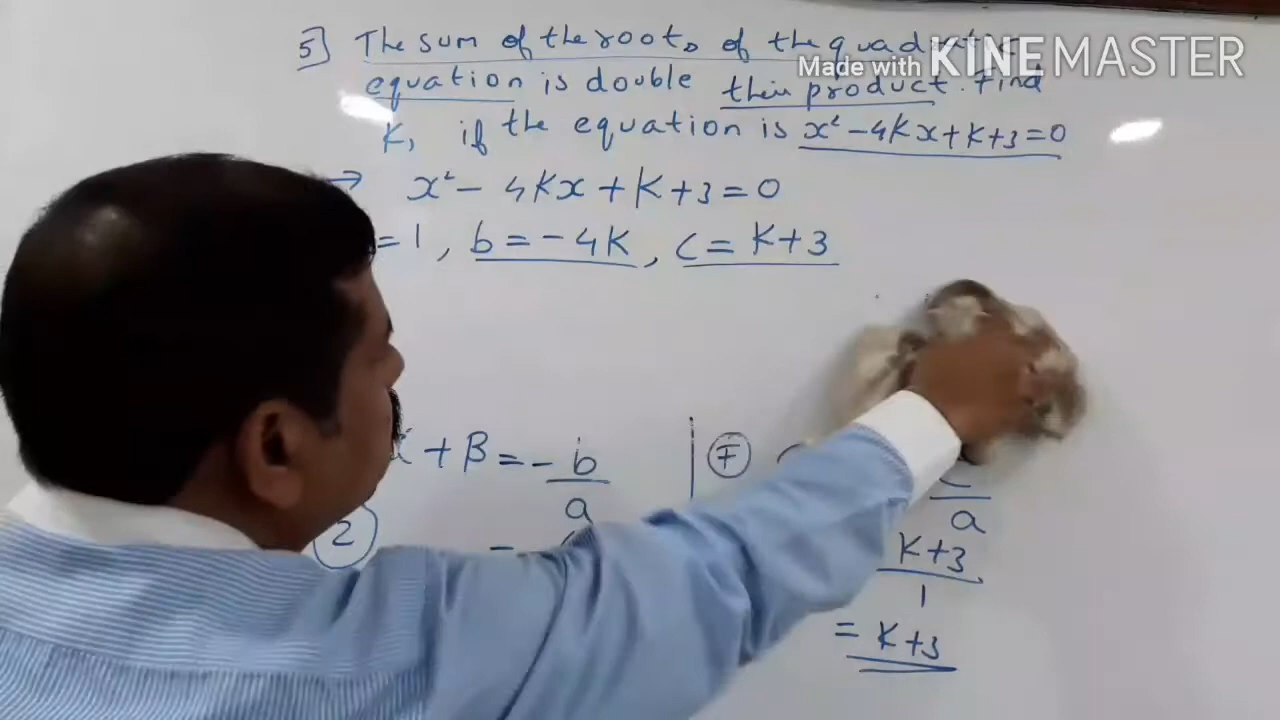 5] The sum of the roots of the quadratic
equation is double their product. Find
K, if the equation is x² - 4Kx + K + 3 = 0
Made with KINEMASTER
→ x² - 4Kx + K + 3 = 0
= 1, b = -4K, C = K+3
+ β = - b/a
②
=
a
K+3
1
= K+3